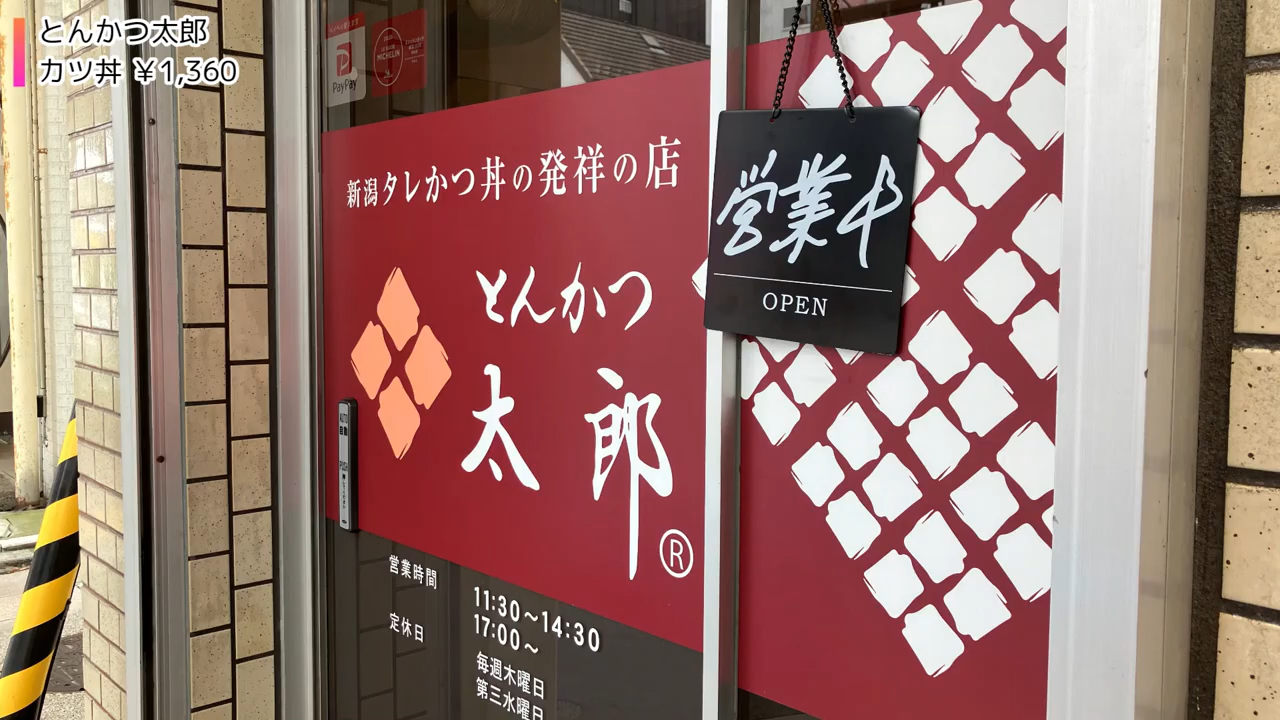 とんかつ太郎
カツ丼 ¥1,360
PayPay
MICHELIN
新潟タレかつ丼の発祥の店
とんかつ
太郎
®
営業中
OPEN
AUTO
自動
営業時間
11:30～14:30
17:00～
定休日
毎週木曜日
第三水曜日